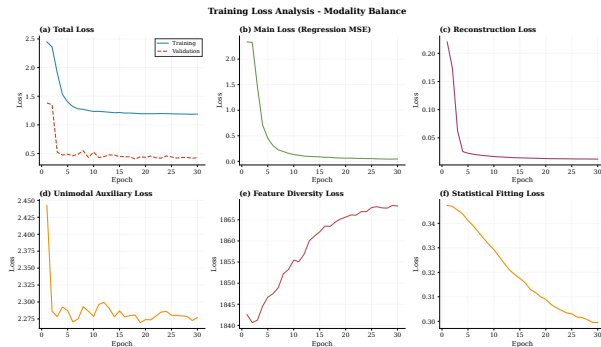 Training Loss Analysis - Modality Balance
(a) Total Loss
Loss
2.5
2.0
1.5
1.0
0.5
0 5 10 15 20 25 30
Epoch
Training
Validation
(b) Main Loss (Regression MSE)
Loss
2.0
1.5
1.0
0.5
0.0
0 5 10 15 20 25 30
Epoch
(c) Reconstruction Loss
Loss
0.20
0.15
0.10
0.05
0 5 10 15 20 25 30
Epoch
(d) Unimodal Auxiliary Loss
Loss
2.450
2.425
2.400
2.375
2.350
2.325
2.300
2.275
0 5 10 15 20 25 30
Epoch
(e) Feature Diversity Loss
Loss
1865
1860
1855
1850
1845
1840
0 5 10 15 20 25 30
Epoch
(f) Statistical Fitting Loss
Loss
0.34
0.33
0.32
0.31
0.30
0 5 10 15 20 25 30
Epoch